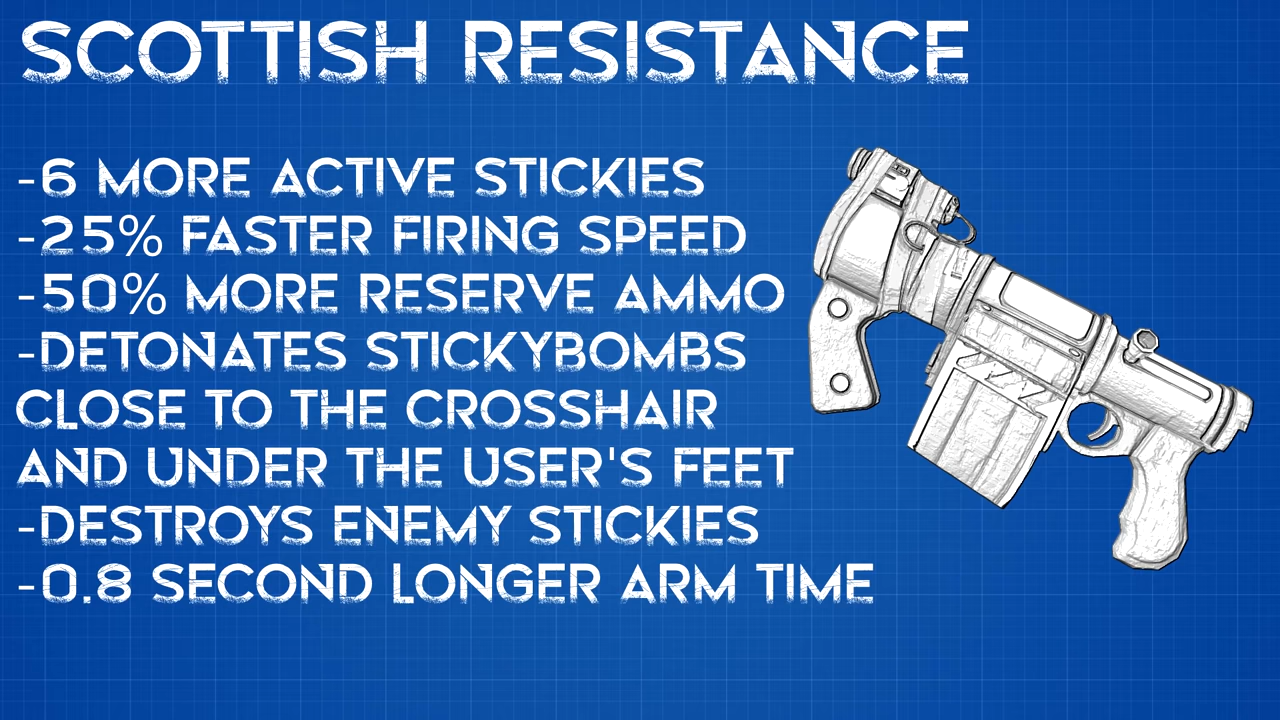 SCOTTISH RESISTANCE
-6 MORE ACTIVE STICKIES
-25% FASTER FIRING SPEED
-50% MORE RESERVE AMMO
-DETONATES STICKYBOMBS
CLOSE TO THE CROSSHAIR
AND UNDER THE USER'S FEET
-DESTROYS ENEMY STICKIES
-0.8 SECOND LONGER ARM TIME